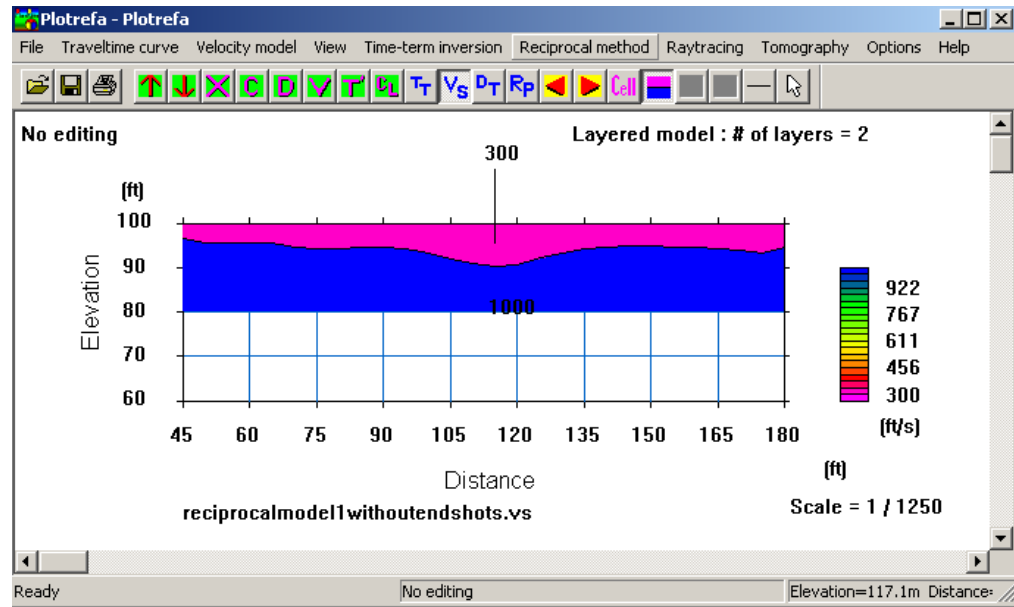 Plotrefa - Plotrefa
File Traveltime curve Velocity model View Time-term inversion Reciprocal method Raytracing Tomography Options Help
C D T CL TT VS DT RP Cell
No editing
Layered model : # of layers = 2
300
(ft)
100
90
80
70
60
Elevation
1000
45 60 75 90 105 120 135 150 165 180
(ft)
Distance
922
767
611
456
300
(ft/s)
reciprocalmodel1withoutendshots.vs
Scale = 1 / 1250
Ready
No editing
Elevation=117.1m Distance=